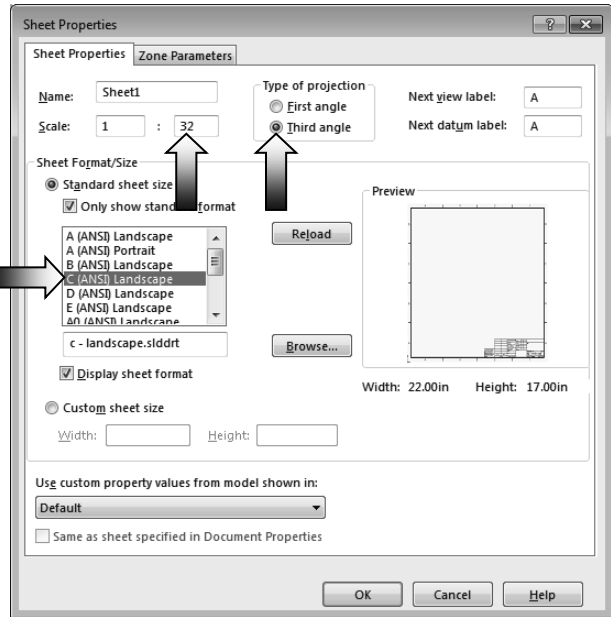 Sheet Properties
Sheet Properties Zone Parameters
Name: Sheet1
Scale: 1 : 32
Type of projection
First angle
Third angle
Next view label: A
Next datum label: A
Sheet Format/Size
Standard sheet size
Only show standard format
A (ANSI) Landscape
A (ANSI) Portrait
B (ANSI) Landscape
C (ANSI) Landscape
D (ANSI) Landscape
E (ANSI) Landscape
A0 (ANSI) Landscape
Reload
c - landscape.slddrt
Browse...
Display sheet format
Preview
Width: 22.00in Height: 17.00in
Custom sheet size
Width: Height:
Use custom property values from model shown in:
Default
Same as sheet specified in Document Properties
OK Cancel Help